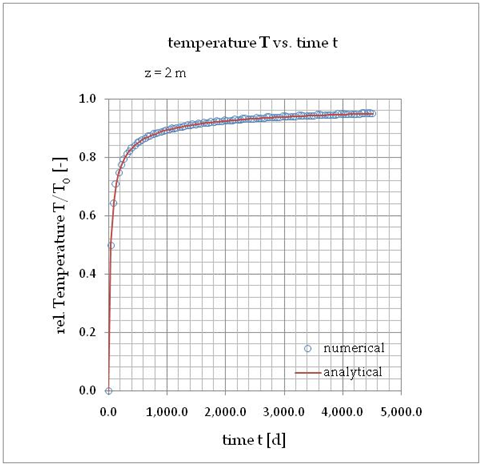 temperature T vs. time t
z = 2 m
1.0
0.8
0.6
0.4
0.2
0.0
rel. Temperature T/T₀ [-]
numerical
analytical
0.0 1,000.0 2,000.0 3,000.0 4,000.0 5,000.0
time t [d]